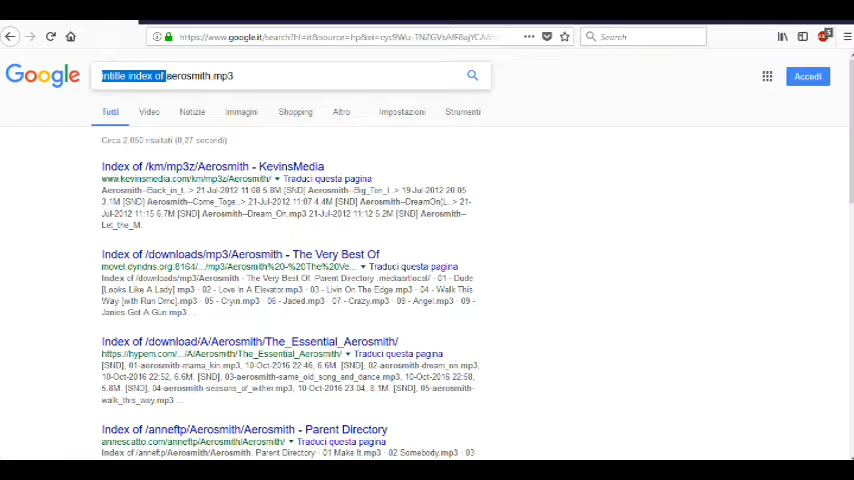 https://www.google.it/search?hl=it&source=hp&ei=cys9Wu-TNZGVsAfF8ajYCA&
Search
5
Google
intitle index of aerosmith.mp3
Accedi
Tutti Video Notizie Immagini Shopping Altro Impostazioni Strumenti
Circa 2.050 risultati (0,27 secondi)
Index of /km/mp3z/Aerosmith - KevinsMedia
www.kevinsmedia.com/km/mp3z/Aerosmith/ Traduci questa pagina
Aerosmith--Back_in_t..> 21-Jul-2012 11:08 5.8M [SND] Aerosmith--Big_Ten_I..> 19-Jul-2012 20:05
3.1M [SND] Aerosmith--Come_Toge..> 21-Jul-2012 11:07 4.4M [SND] Aerosmith--DreamOn(L..> 21-
Jul-2012 11:15 6.7M [SND] Aerosmith--Dream_On.mp3 21-Jul-2012 11:12 5.2M [SND] Aerosmith--
Let_the_M.
Index of /downloads/mp3/Aerosmith - The Very Best Of
movel.dyndns.org:8164/.../mp3/Aerosmith%20-%20The%20Ve... Traduci questa pagina
Index of /downloads/mp3/Aerosmith - The Very Best Of. Parent Directory .mediaartlocal/ · 01 - Dude
[Looks Like A Lady].mp3 · 02 - Love In A Elevator.mp3 · 03 - Livin On The Edge.mp3 · 04 - Walk This
Way [with Run Dmc].mp3 · 05 - Cryin.mp3 · 06 - Jaded.mp3 · 07 - Crazy.mp3 · 08 - Angel.mp3 · 09 -
Janies Got A Gun.mp3 ...
Index of /download/A/Aerosmith/The_Essential_Aerosmith/
https://hypem.com/.../A/Aerosmith/The_Essential_Aerosmith/ Traduci questa pagina
[SND], 01-aerosmith-mama_kin.mp3, 10-Oct-2016 22:46, 6.6M. [SND], 02-aerosmith-dream_on.mp3,
10-Oct-2016 22:52, 6.6M. [SND], 03-aerosmith-same_old_song_and_dance.mp3, 10-Oct-2016 22:58,
5.8M. [SND], 04-aerosmith-seasons_of_wither.mp3, 10-Oct-2016 23:04, 8.1M. [SND], 05-aerosmith-
walk_this_way.mp3 ...
Index of /anneftp/Aerosmith/Aerosmith - Parent Directory
annescatto.com/anneftp/Aerosmith/Aerosmith/ Traduci questa pagina
Index of /anneftp/Aerosmith/Aerosmith. Parent Directory · 01 Make It.mp3 · 02 Somebody.mp3 · 03